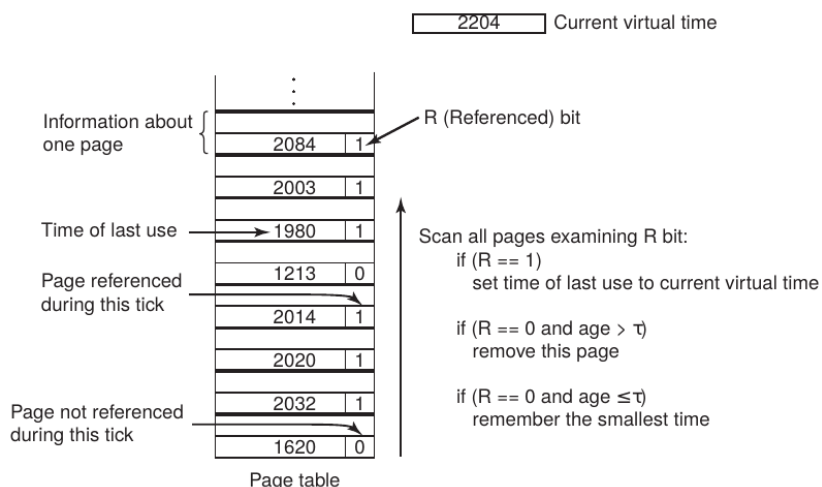 2204 Current virtual time
Information about
one page
R (Referenced) bit
2084 1
2003 1
Time of last use
1980 1
1213 0
Page referenced
during this tick
2014 1
2020 1
2032 1
Page not referenced
during this tick
1620 0
Page table
Scan all pages examining R bit:
if (R == 1)
set time of last use to current virtual time
if (R == 0 and age > τ)
remove this page
if (R == 0 and age ≤ τ)
remember the smallest time